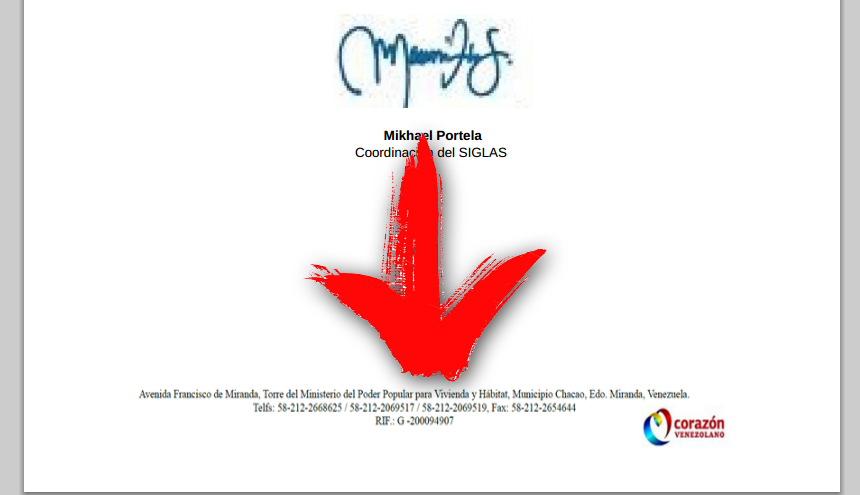 Mikhael Portela
Coordinación del SIGLAS
Avenida Francisco de Miranda, Torre del Ministerio del Poder Popular para Vivienda y Hábitat, Municipio Chacao, Edo. Miranda, Venezuela.
Telfs: 58-212-2668625 / 58-212-2069517 / 58-212-2069519, Fax: 58-212-2654644
RIF.: G -200094907
corazón
VENEZOLANO